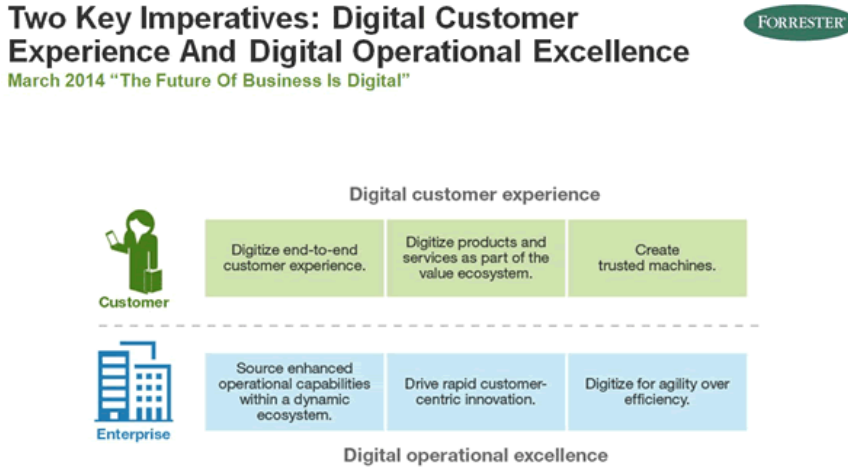 Two Key Imperatives: Digital Customer
Experience And Digital Operational Excellence
FORRESTER®
March 2014 “The Future Of Business Is Digital”
Digital customer experience
Customer
Digitize end-to-end
customer experience.
Digitize products and
services as part of the
value ecosystem.
Create
trusted machines.
Enterprise
Source enhanced
operational capabilities
within a dynamic
ecosystem.
Drive rapid customer-
centric innovation.
Digitize for agility over
efficiency.
Digital operational excellence